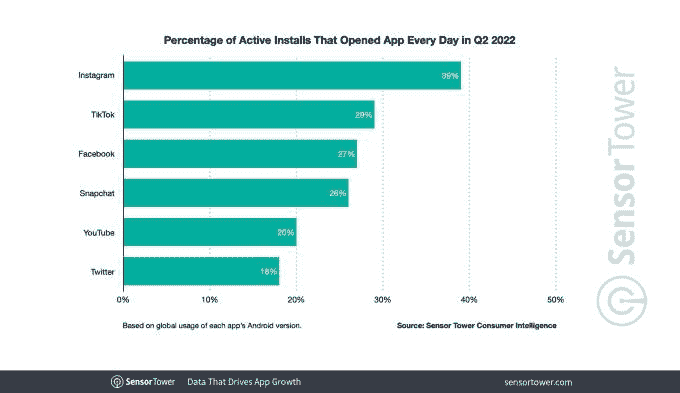 Percentage of Active Installs That Opened App Every Day in Q2 2022
Instagram 39%
TikTok 29%
Facebook 27%
Snapchat 26%
YouTube 20%
Twitter 18%
0% 10% 20% 30% 40% 50%
Based on global usage of each app's Android version. Source: Sensor Tower Consumer Intelligence
SensorTower
SensorTower Data That Drives App Growth sensortower.com